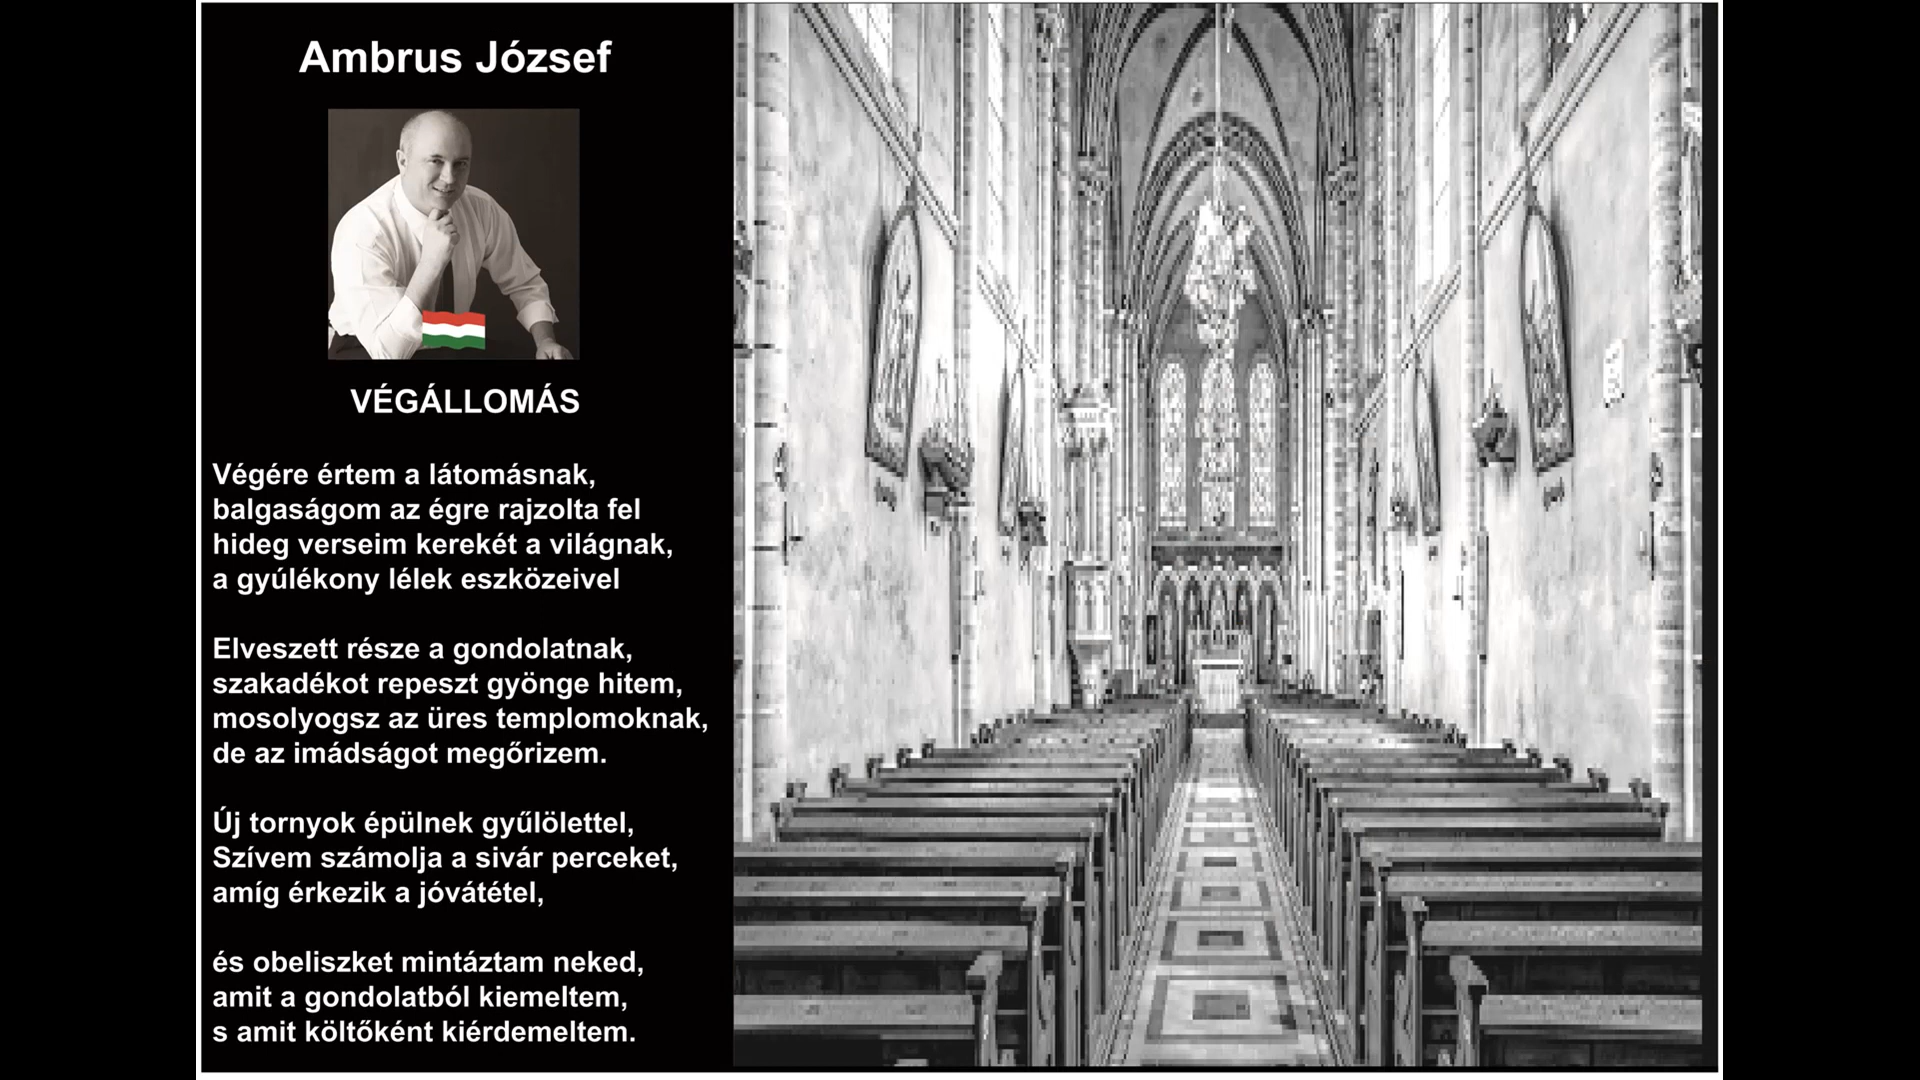 Ambrus József
VÉGÁLLOMÁS
Végére értem a látomásnak,
balgaságom az égre rajzolta fel
hideg verseim kerekét a világnak,
a gyúlékony lélek eszközeivel
Elveszett része a gondolatnak,
szakadékot repeszt gyönge hitem,
mosolyogsz az üres templomoknak,
de az imádságot megőrizem.
Új tornyok épülnek gyűlölettel,
Szívem számolja a sivár perceket,
amíg érkezik a jóvátétel,
és obeliszket mintáztam neked,
amit a gondolatból kiemeltem,
s amit költőként kiérdemeltem.